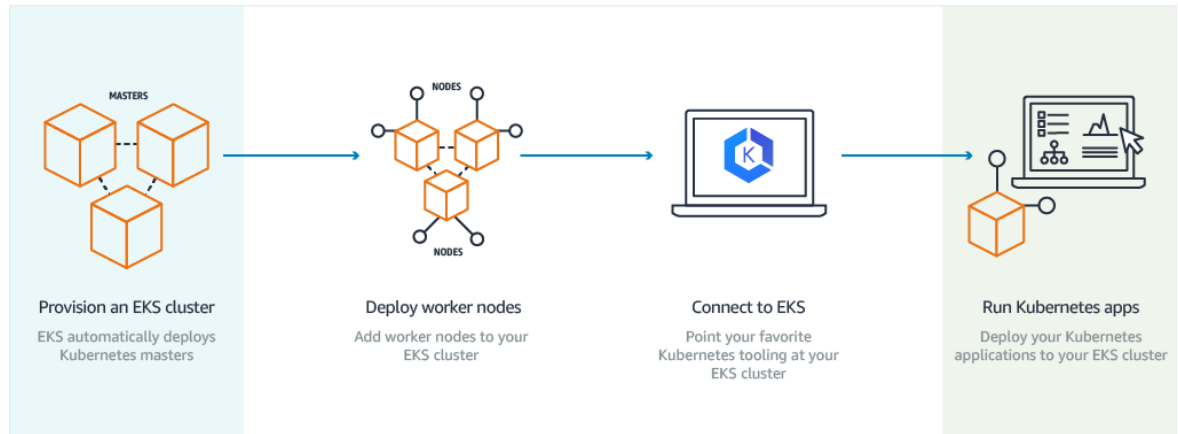 MASTERS
Provision an EKS cluster
EKS automatically deploys
Kubernetes masters
NODES
NODES
Deploy worker nodes
Add worker nodes to your
EKS cluster
K
Connect to EKS
Point your favorite
Kubernetes tooling at your
EKS cluster
Run Kubernetes apps
Deploy your Kubernetes
applications to your EKS cluster